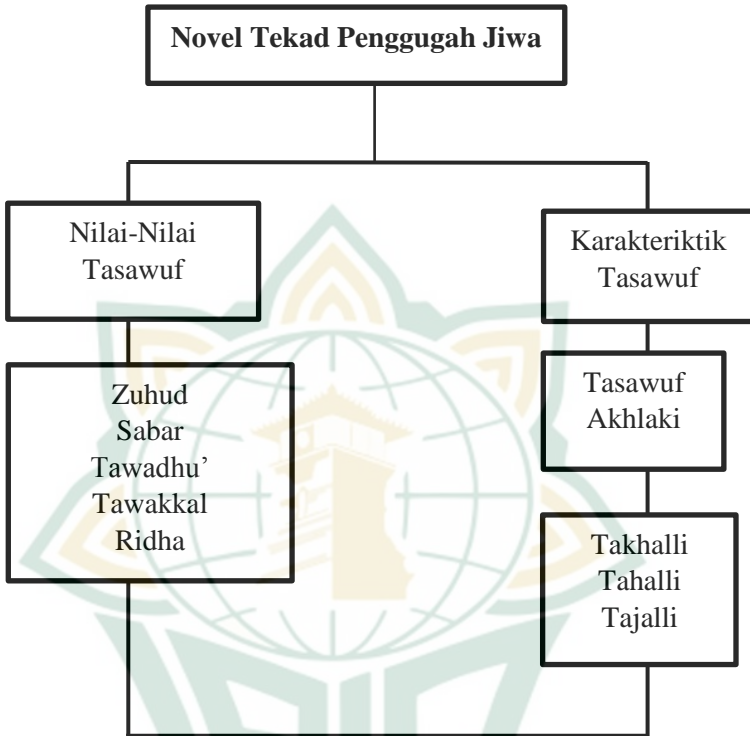 Novel Tekad Penggugah Jiwa
Nilai-Nilai
Tasawuf
Zuhud
Sabar
Tawadhu’
Tawakkal
Ridha
Karakteriktik
Tasawuf
Tasawuf
Akhlaki
Takhalli
Tahalli
Tajalli